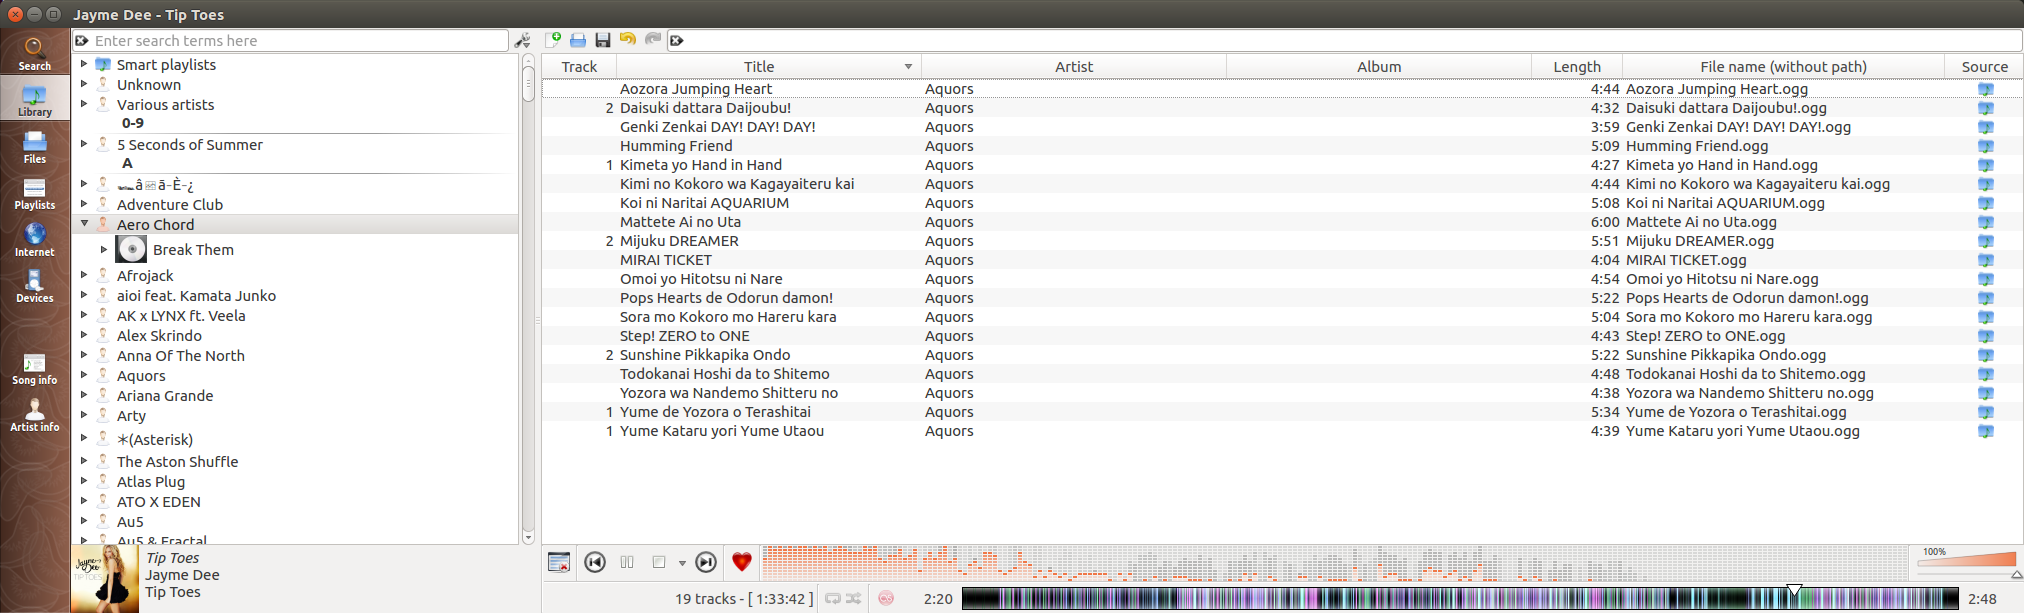 Jayme Dee - Tip Toes
Search
Library
Files
Playlists
Internet
Devices
Song info
Artist info
Enter search terms here
Smart playlists
Unknown
Various artists
0-9
5 Seconds of Summer
A
Adventure Club
Aero Chord
Break Them
Afrojack
aioi feat. Kamata Junko
AK x LYNX ft. Veela
Alex Skrindo
Anna Of The North
Aquors
Ariana Grande
Arty
＊(Asterisk)
The Aston Shuffle
Atlas Plug
ATO X EDEN
Au5
Au5 & Fractal
Jayme Dee
TIP TOES
Tip Toes
Jayme Dee
Tip Toes
Track Title Artist Album Length File name (without path) Source
Aozora Jumping Heart Aquors 4:44 Aozora Jumping Heart.ogg
2 Daisuki dattara Daijoubu! Aquors 4:32 Daisuki dattara Daijoubu!.ogg
Genki Zenkai DAY! DAY! DAY! Aquors 3:59 Genki Zenkai DAY! DAY! DAY!.ogg
Humming Friend Aquors 5:09 Humming Friend.ogg
1 Kimeta yo Hand in Hand Aquors 4:27 Kimeta yo Hand in Hand.ogg
Kimi no Kokoro wa Kagayaiteru kai Aquors 4:44 Kimi no Kokoro wa Kagayaiteru kai.ogg
Koi ni Naritai AQUARIUM Aquors 5:08 Koi ni Naritai AQUARIUM.ogg
Mattete Ai no Uta Aquors 6:00 Mattete Ai no Uta.ogg
2 Mijuku DREAMER Aquors 5:51 Mijuku DREAMER.ogg
MIRAI TICKET Aquors 4:04 MIRAI TICKET.ogg
Omoi yo Hitotsu ni Nare Aquors 4:54 Omoi yo Hitotsu ni Nare.ogg
Pops Hearts de Odorun damon! Aquors 5:22 Pops Hearts de Odorun damon!.ogg
Sora mo Kokoro mo Hareru kara Aquors 5:04 Sora mo Kokoro mo Hareru kara.ogg
Step! ZERO to ONE Aquors 4:43 Step! ZERO to ONE.ogg
2 Sunshine Pikkapika Ondo Aquors 5:22 Sunshine Pikkapika Ondo.ogg
Todokanai Hoshi da to Shitemo Aquors 4:48 Todokanai Hoshi da to Shitemo.ogg
Yozora wa Nandemo Shitteru no Aquors 4:38 Yozora wa Nandemo Shitteru no.ogg
1 Yume de Yozora o Terashitai Aquors 5:34 Yume de Yozora o Terashitai.ogg
1 Yume Kataru yori Yume Utaou Aquors 4:39 Yume Kataru yori Yume Utaou.ogg
100%
19 tracks - [ 1:33:42 ]
2:20
2:48